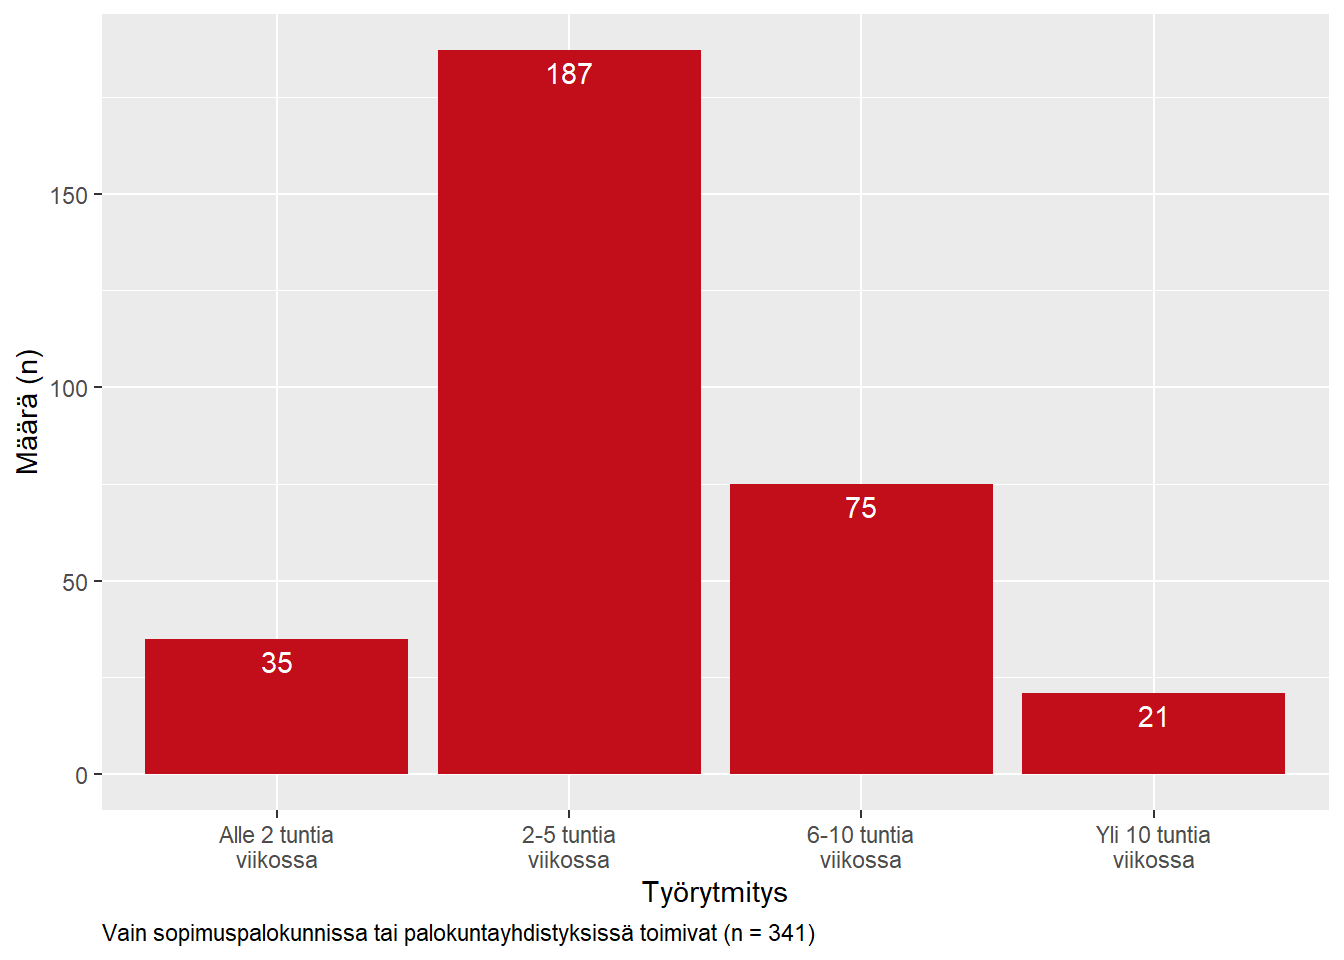 Määrä (n)
150
100
50
0
187
75
35
21
Alle 2 tuntia
viikossa
2-5 tuntia
viikossa
6-10 tuntia
viikossa
Yli 10 tuntia
viikossa
Työrytmitys
Vain sopimuspalokunnissa tai palokuntayhdistyksissä toimivat (n = 341)